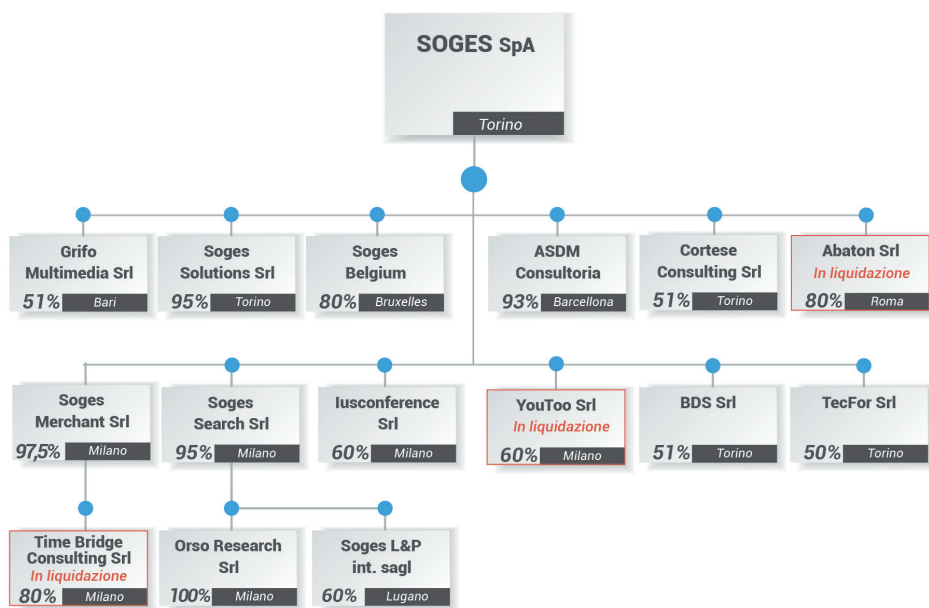 SOGES SpA
Torino
Grifo
Multimedia Srl
51% Bari
Soges
Solutions Srl
95% Torino
Soges
Belgium
80% Bruxelles
ASDM
Consultoria
93% Barcellona
Cortese
Consulting Srl
51% Torino
Abaton Srl
In liquidazione
80% Roma
Soges
Merchant Srl
97,5% Milano
Soges
Search Srl
95% Milano
Iusconference
Srl
60% Milano
YouToo Srl
In liquidazione
60% Milano
BDS Srl
51% Torino
TecFor Srl
50% Torino
Time Bridge
Consulting Srl
In liquidazione
80% Milano
Orso Research
Srl
100% Milano
Soges L&P
int. sagl
60% Lugano